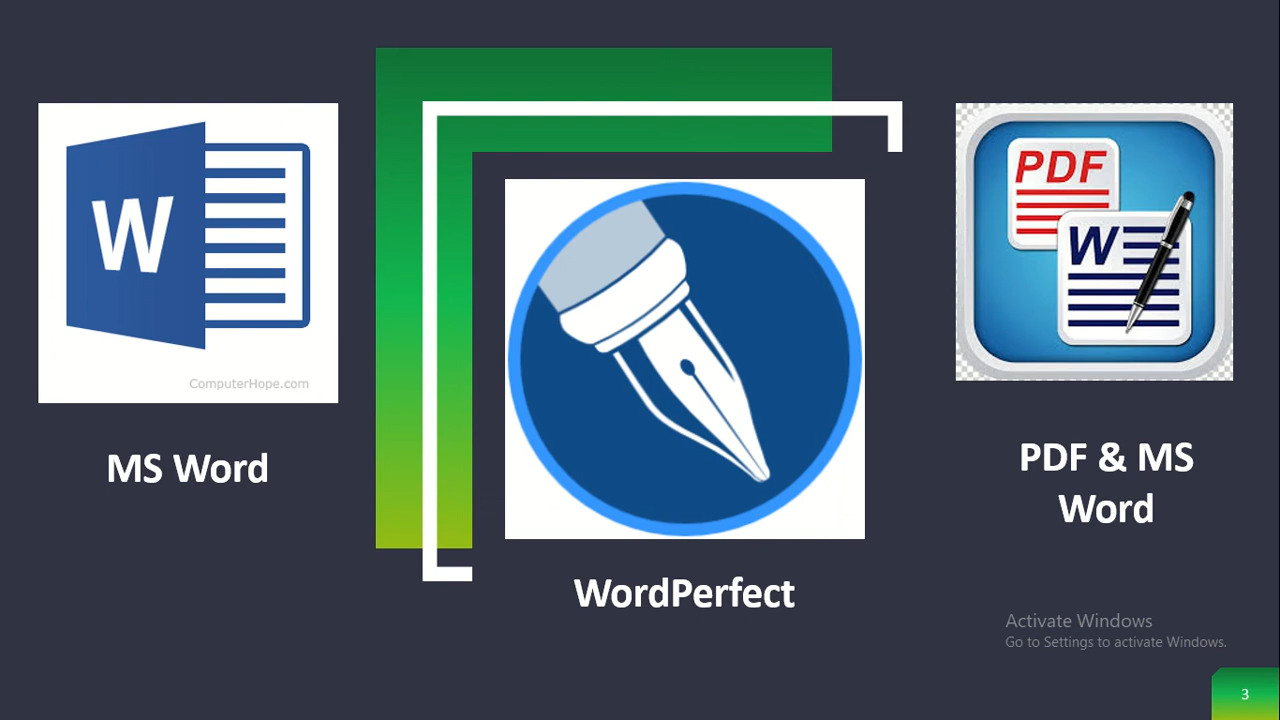 W
ComputerHope.com
MS Word
WordPerfect
PDF
W
PDF & MS
Word
Activate Windows
Go to Settings to activate Windows.
3